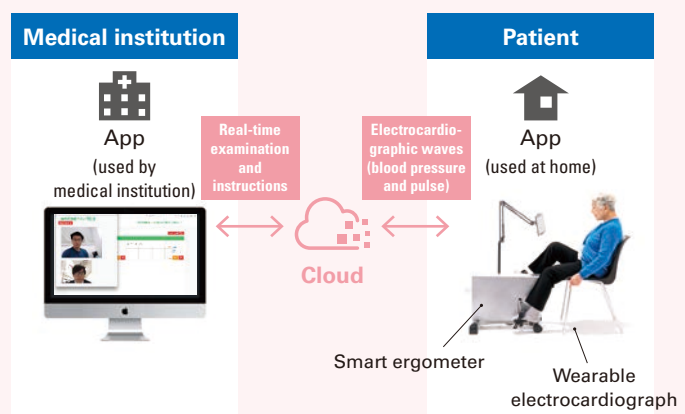 Medical institution
App
(used by
medical institution)
Real-time
examination
and
instructions
Cloud
Electrocardio-
graphic waves
(blood pressure
and pulse)
Patient
App
(used at home)
Smart ergometer
Wearable
electrocardiograph